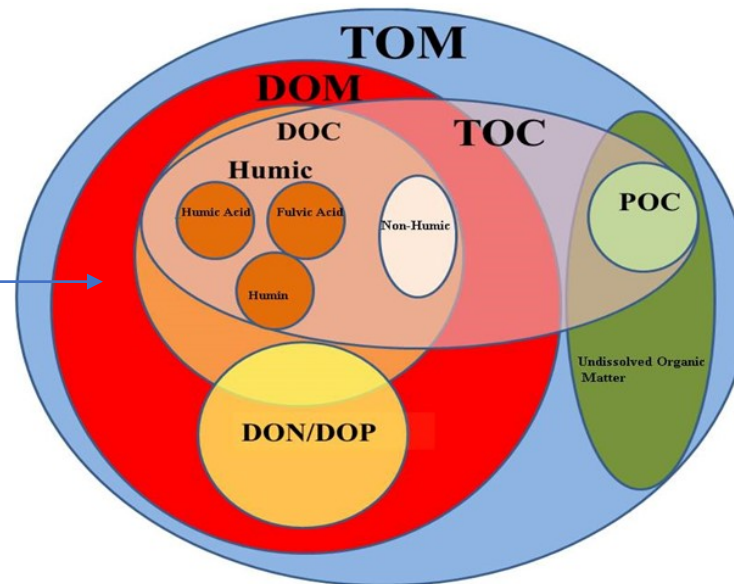 TOM
DOM
DOC
TOC
Humic
Humic Acid
Fulvic Acid
Non-Humic
POC
Humin
Undissolved Organic
Matter
DON/DOP